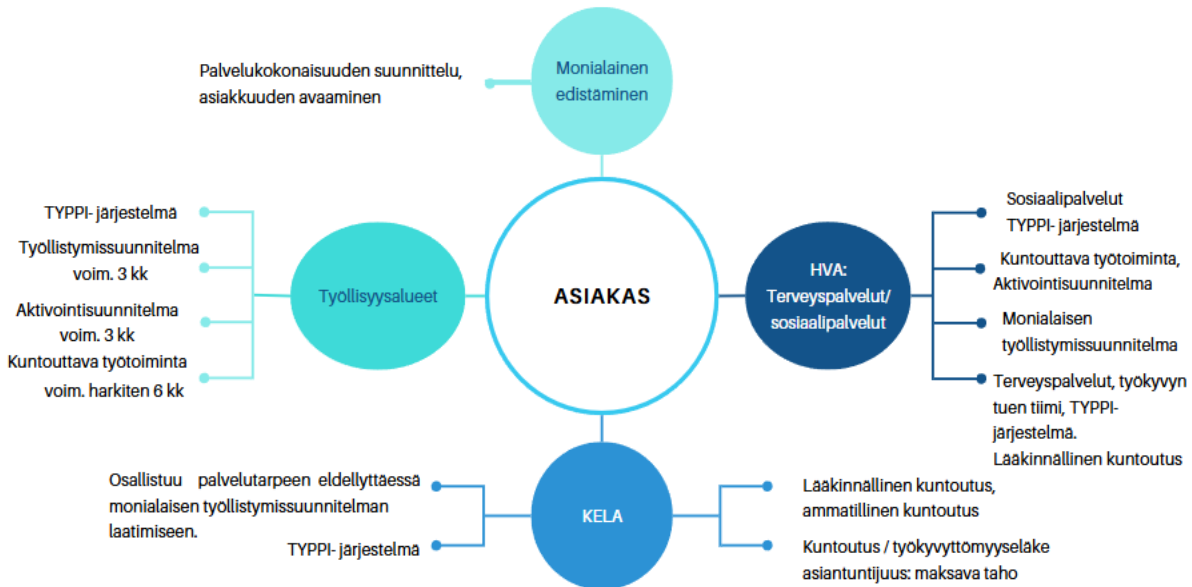 Palvelukokonaisuuden suunnittelu,
asiakkuuden avaaminen
Monialainen
edistäminen
TYPPI- järjestelmä
Työllistymissuunnitelma
voim. 3 kk
Aktivointisuunnitelma
voim. 3 kk
Kuntouttava työtoiminta
voim. harkiten 6 kk
Työllisyysalueet
ASIAKAS
HVA:
Terveyspalvelut/
sosiaalipalvelut
Sosiaalipalvelut
TYPPI- järjestelmä
Kuntouttava työtoiminta,
Aktivointisuunnitelma
Monialaisen
työllistymissuunnitelma
Terveyspalvelut, työkyvyn
tuen tiimi, TYPPI-
järjestelmä.
Lääkinnällinen kuntoutus
Osallistuu palvelutarpeen eldellyttäessä
monialaisen työllistymissuunnitelman
laatimiseen.
TYPPI- järjestelmä
KELA
Lääkinnällinen kuntoutus,
ammatillinen kuntoutus
Kuntoutus / työkyvyttömyyseläke
asiantuntijuus: maksava taho